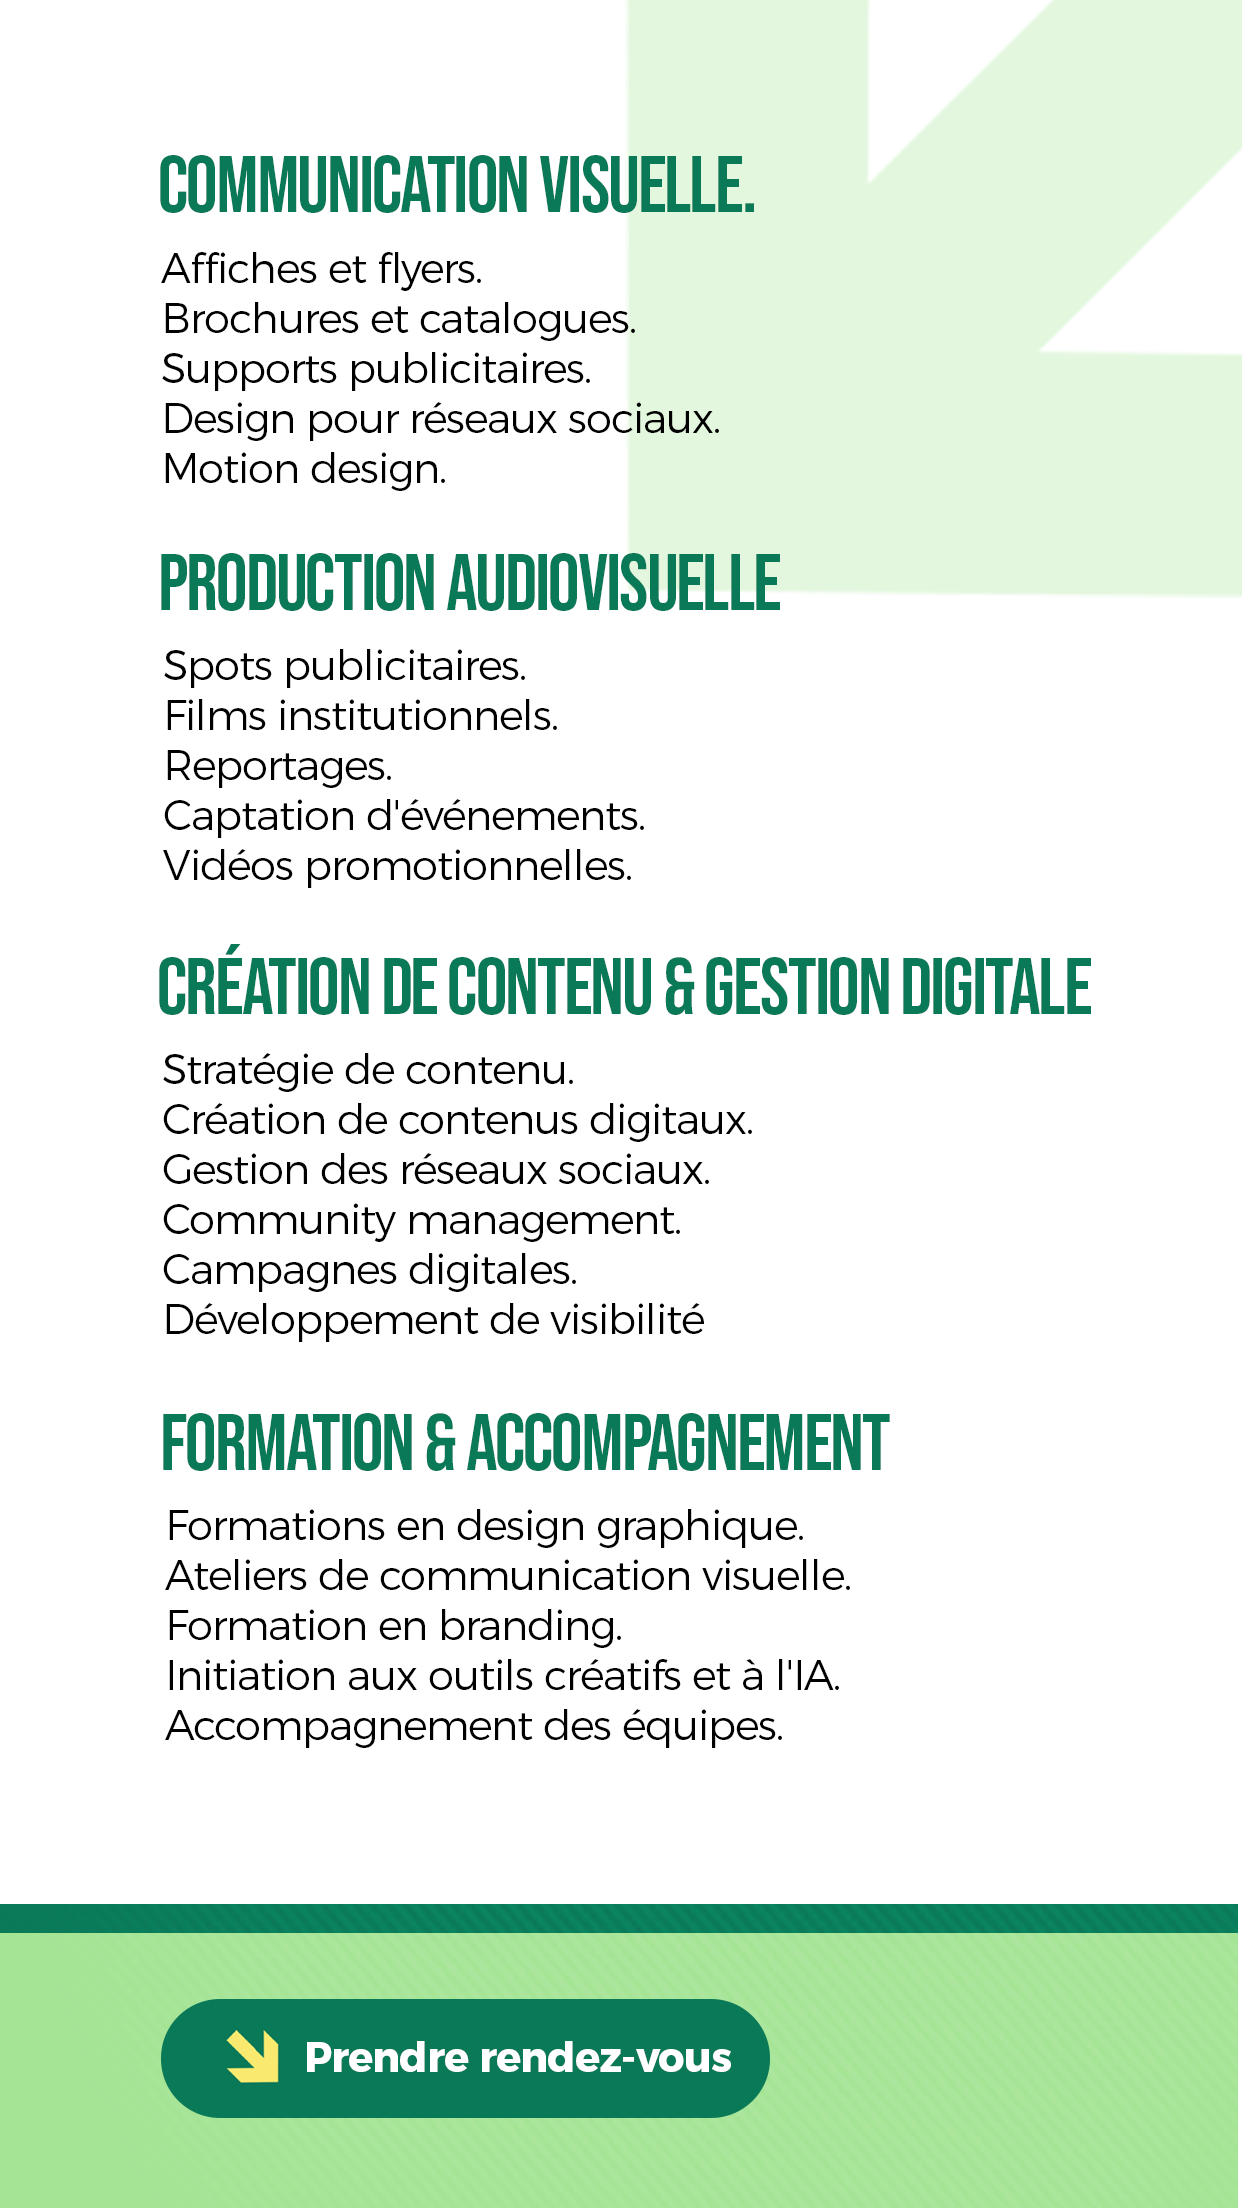 COMMUNICATION VISUELLE.
Affiches et flyers.
Brochures et catalogues.
Supports publicitaires.
Design pour réseaux sociaux.
Motion design.
PRODUCTION AUDIOVISUELLE
Spots publicitaires.
Films institutionnels.
Reportages.
Captation d'événements.
Vidéos promotionnelles.
CRÉATION DE CONTENU & GESTION DIGITALE
Stratégie de contenu.
Création de contenus digitaux.
Gestion des réseaux sociaux.
Community management.
Campagnes digitales.
Développement de visibilité
FORMATION & ACCOMPAGNEMENT
Formations en design graphique.
Ateliers de communication visuelle.
Formation en branding.
Initiation aux outils créatifs et à l'IA.
Accompagnement des équipes.
Prendre rendez-vous